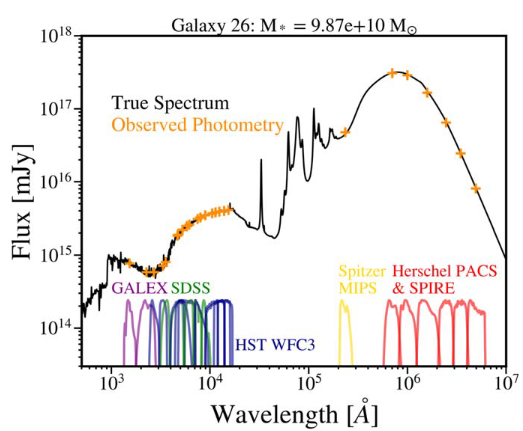 Galaxy 26: M* = 9.87e+10 M⊙
10^18
10^17
10^16
10^15
10^14
Flux [mJy]
True Spectrum
Observed Photometry
GALEX
SDSS
HST WFC3
Spitzer
MIPS
Herschel PACS
& SPIRE
10^3
10^4
10^5
10^6
10^7
Wavelength [Å]